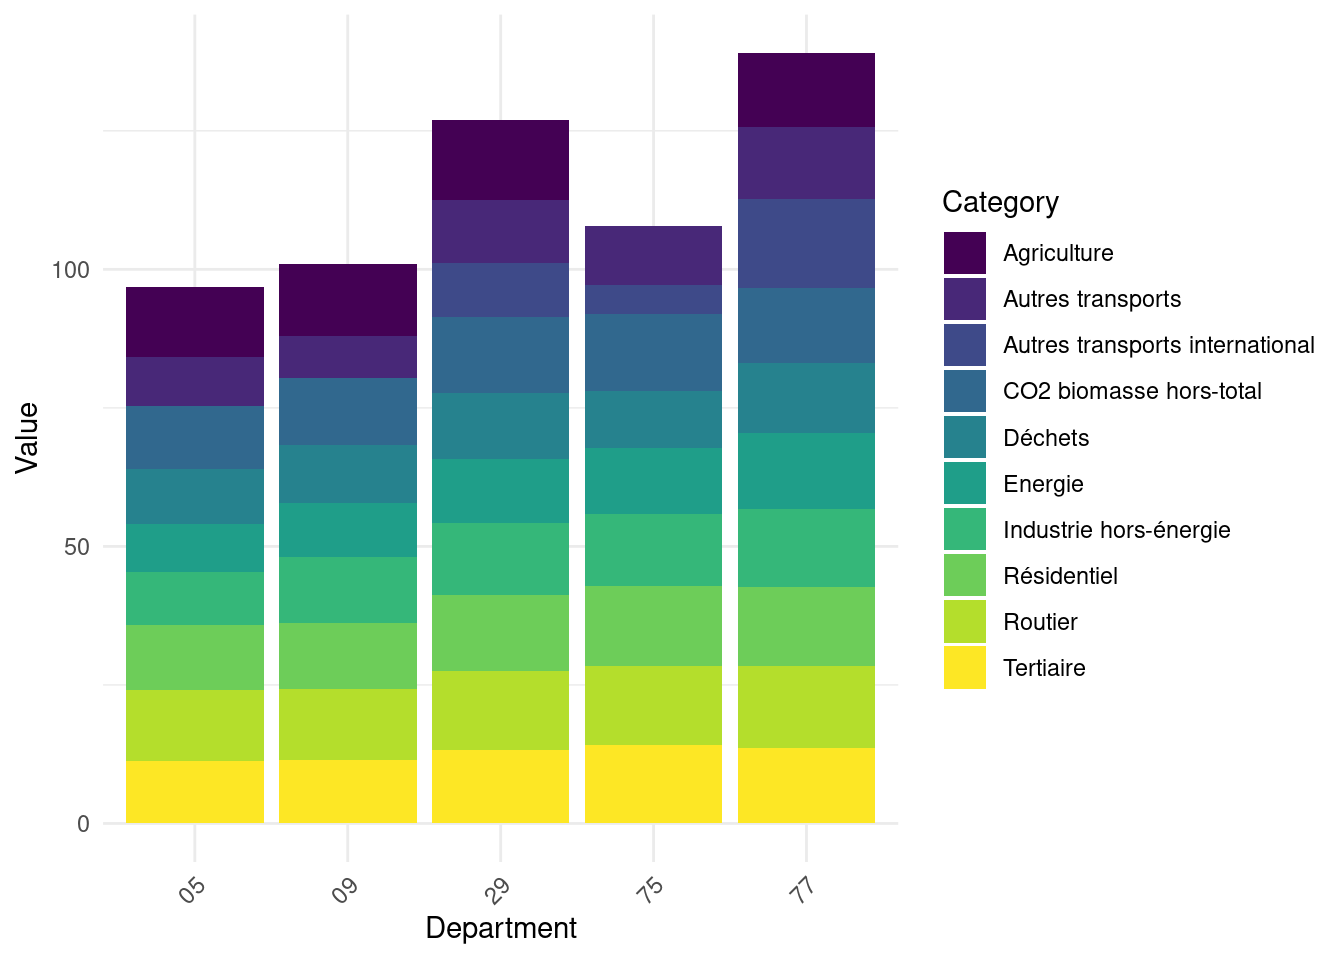 100
50
0
Value
05
09
29
75
77
Department
Category
Agriculture
Autres transports
Autres transports international
CO2 biomasse hors-total
Déchets
Energie
Industrie hors-énergie
Résidentiel
Routier
Tertiaire